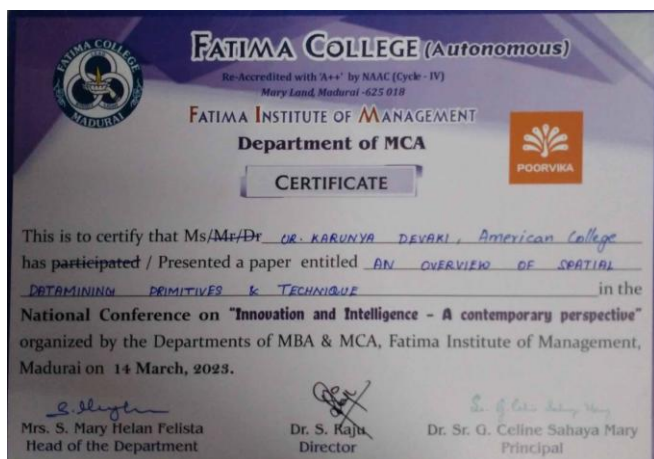 FATIMA COLLEGE
MADURAI
FATIMA COLLEGE (Autonomous)
Re-Accredited with 'A++' by NAAC (Cycle - IV)
Mary Land, Madurai -625 018
FATIMA INSTITUTE OF MANAGEMENT
Department of MCA
POORVIKA
CERTIFICATE
This is to certify that Ms/Mr/Dr UR. KARUNYA DEVAKI, American College
has participated / Presented a paper entitled AN OVERVIEW OF SPATIAL
DATAMINING PRIMITIVES & TECHNIQUE in the
National Conference on "Innovation and Intelligence - A contemporary perspective"
organized by the Departments of MBA & MCA, Fatima Institute of Management,
Madurai on 14 March, 2023.
Mrs. S. Mary Helan Felista Dr. S. Raju Dr. Sr. G. Celine Sahaya Mary
Head of the Department Director Principal